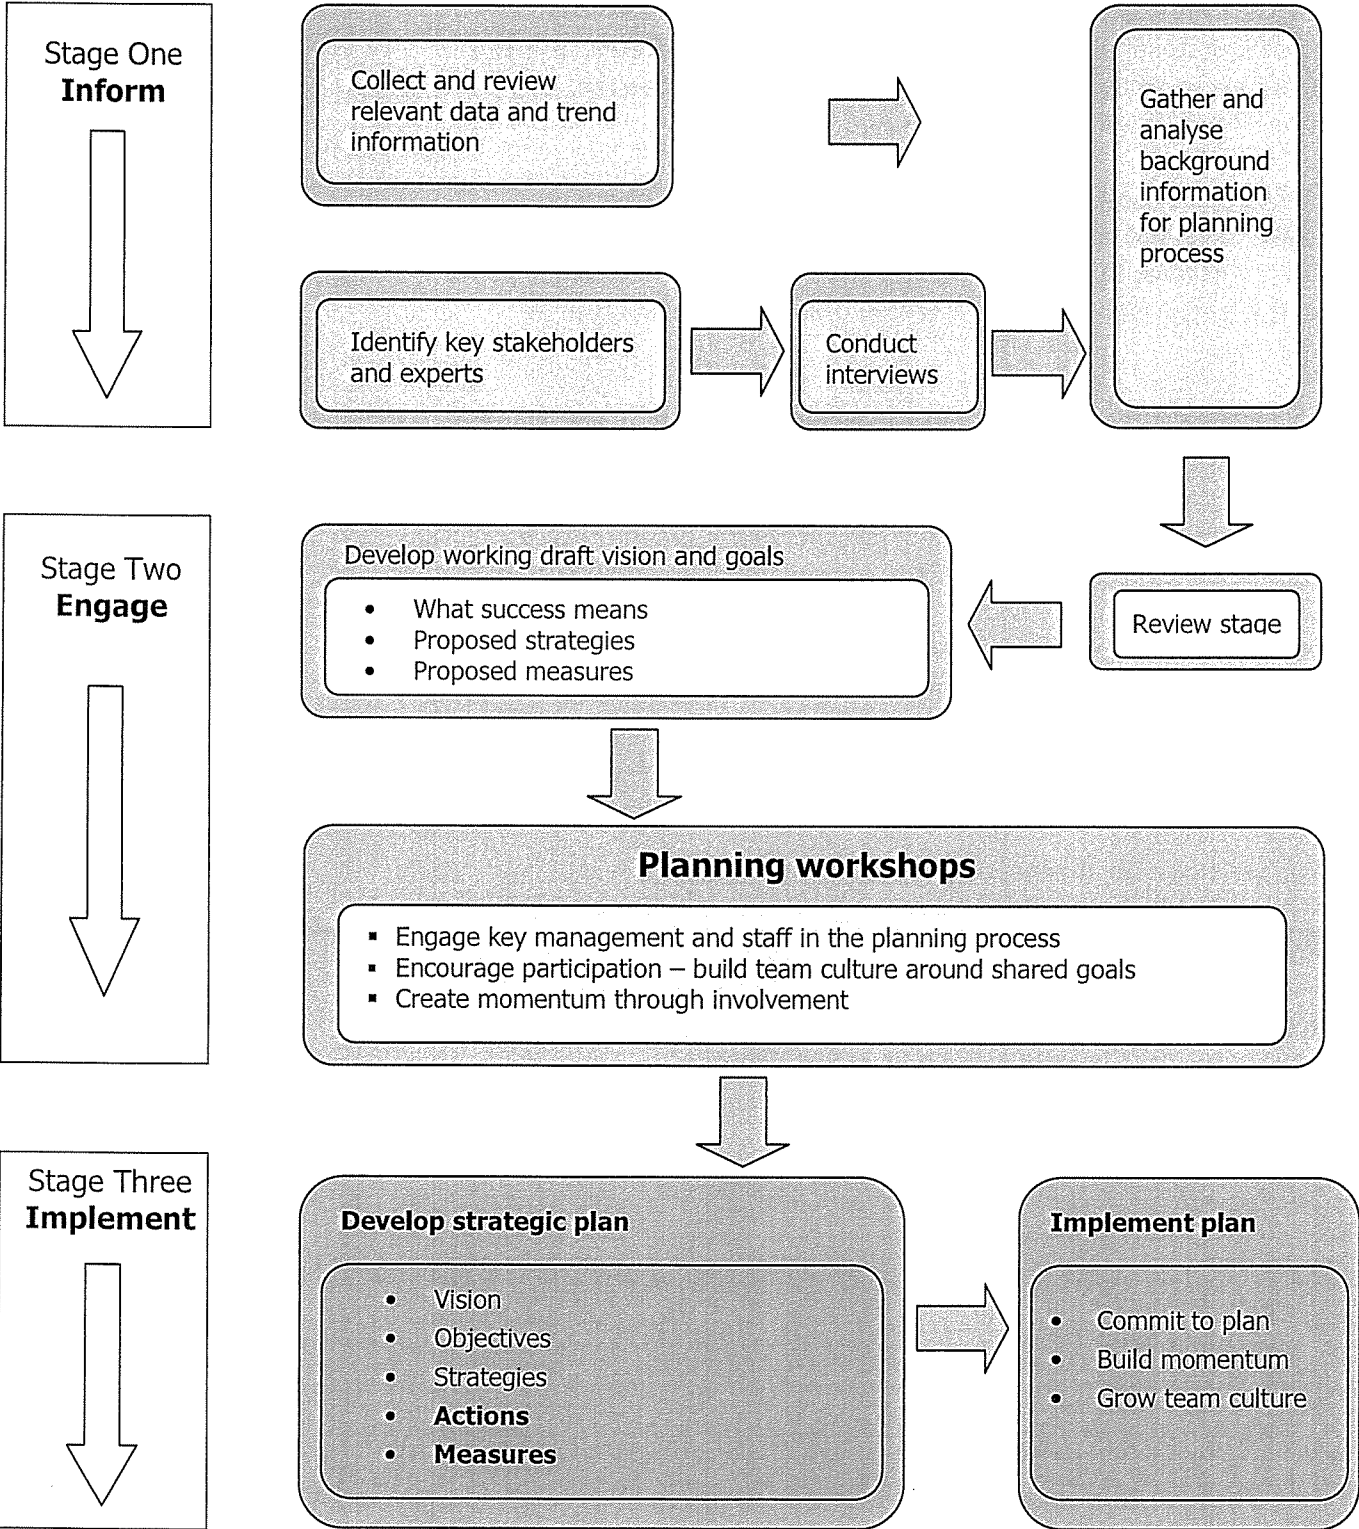 Stage One
Inform
Collect and review
relevant data and trend
information
Gather and
analyse
background
information
for planning
process
Identify key stakeholders
and experts
Conduct
interviews
Stage Two
Engage
Develop working draft vision and goals
• What success means
• Proposed strategies
• Proposed measures
Review stage
Planning workshops
▪ Engage key management and staff in the planning process
▪ Encourage participation – build team culture around shared goals
▪ Create momentum through involvement
Stage Three
Implement
Develop strategic plan
• Vision
• Objectives
• Strategies
• Actions
• Measures
Implement plan
• Commit to plan
• Build momentum
• Grow team culture